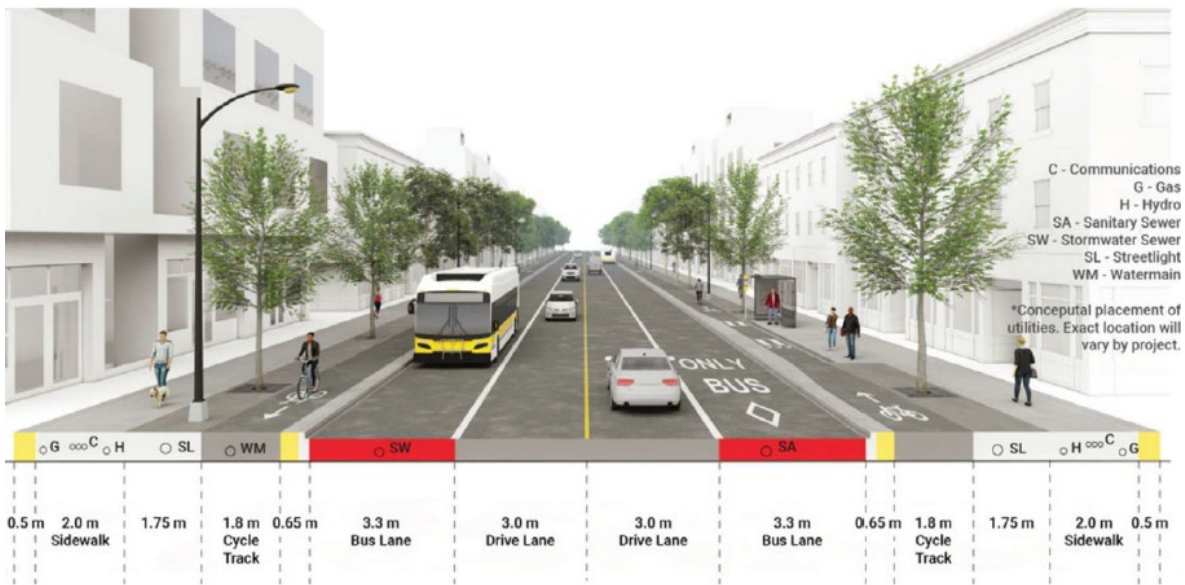 C - Communications
G - Gas
H - Hydro
SA - Sanitary Sewer
SW - Stormwater Sewer
SL - Streetlight
WM - Watermain
*Conceputal placement of
utilities. Exact location will
vary by project.
ONLY
BUS
G C H SL WM SW SA SL H C G
0.5 m 2.0 m 1.75 m 1.8 m 0.65 m 3.3 m 3.0 m 3.0 m 3.3 m 0.65 m 1.8 m 1.75 m 2.0 m 0.5 m
Sidewalk Cycle Bus Lane Drive Lane Drive Lane Bus Lane Cycle Sidewalk
Track Track